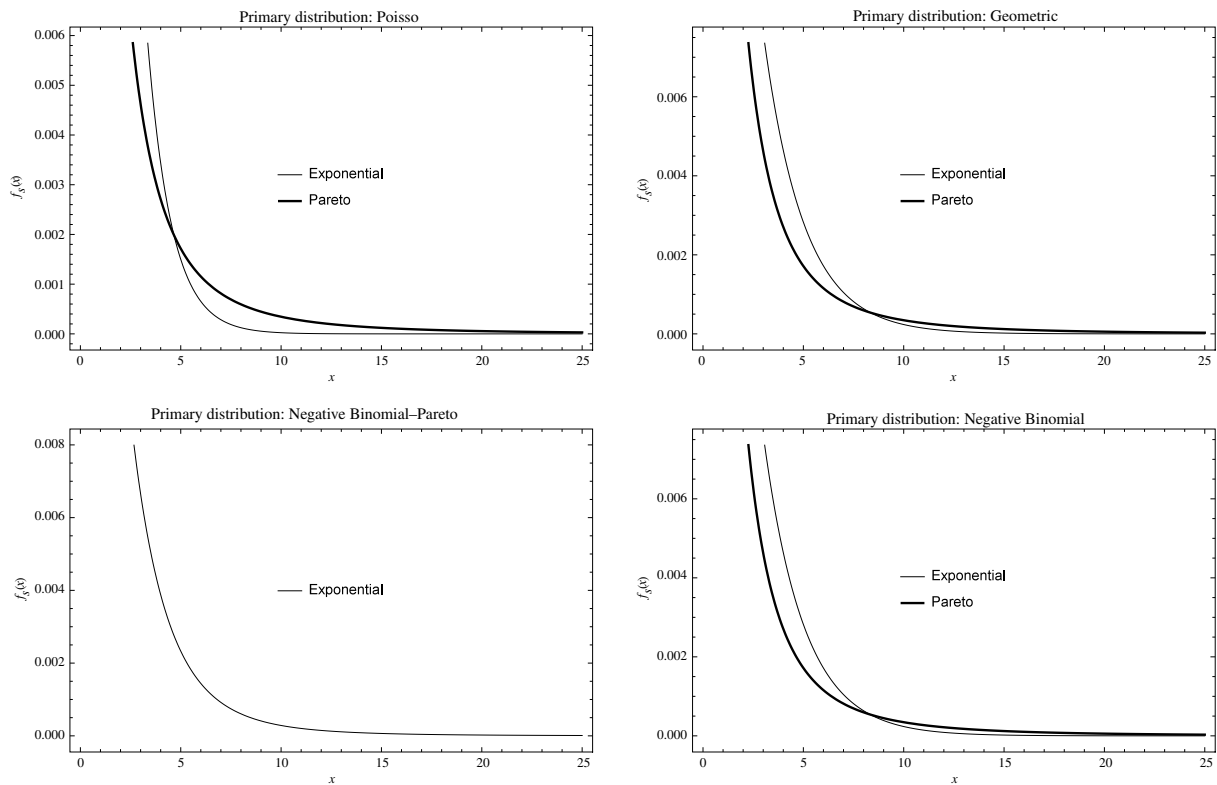 Primary distribution: Poisso
0.006
0.005
0.004
0.003
0.002
0.001
0.000
f_s(x)
Exponential
Pareto
0 5 10 15 20 25
x
Primary distribution: Geometric
0.006
0.004
0.002
0.000
f_s(x)
Exponential
Pareto
0 5 10 15 20 25
x
Primary distribution: Negative Binomial–Pareto
0.008
0.006
0.004
0.002
0.000
f_s(x)
Exponential
0 5 10 15 20 25
x
Primary distribution: Negative Binomial
0.006
0.004
0.002
0.000
f_s(x)
Exponential
Pareto
0 5 10 15 20 25
x